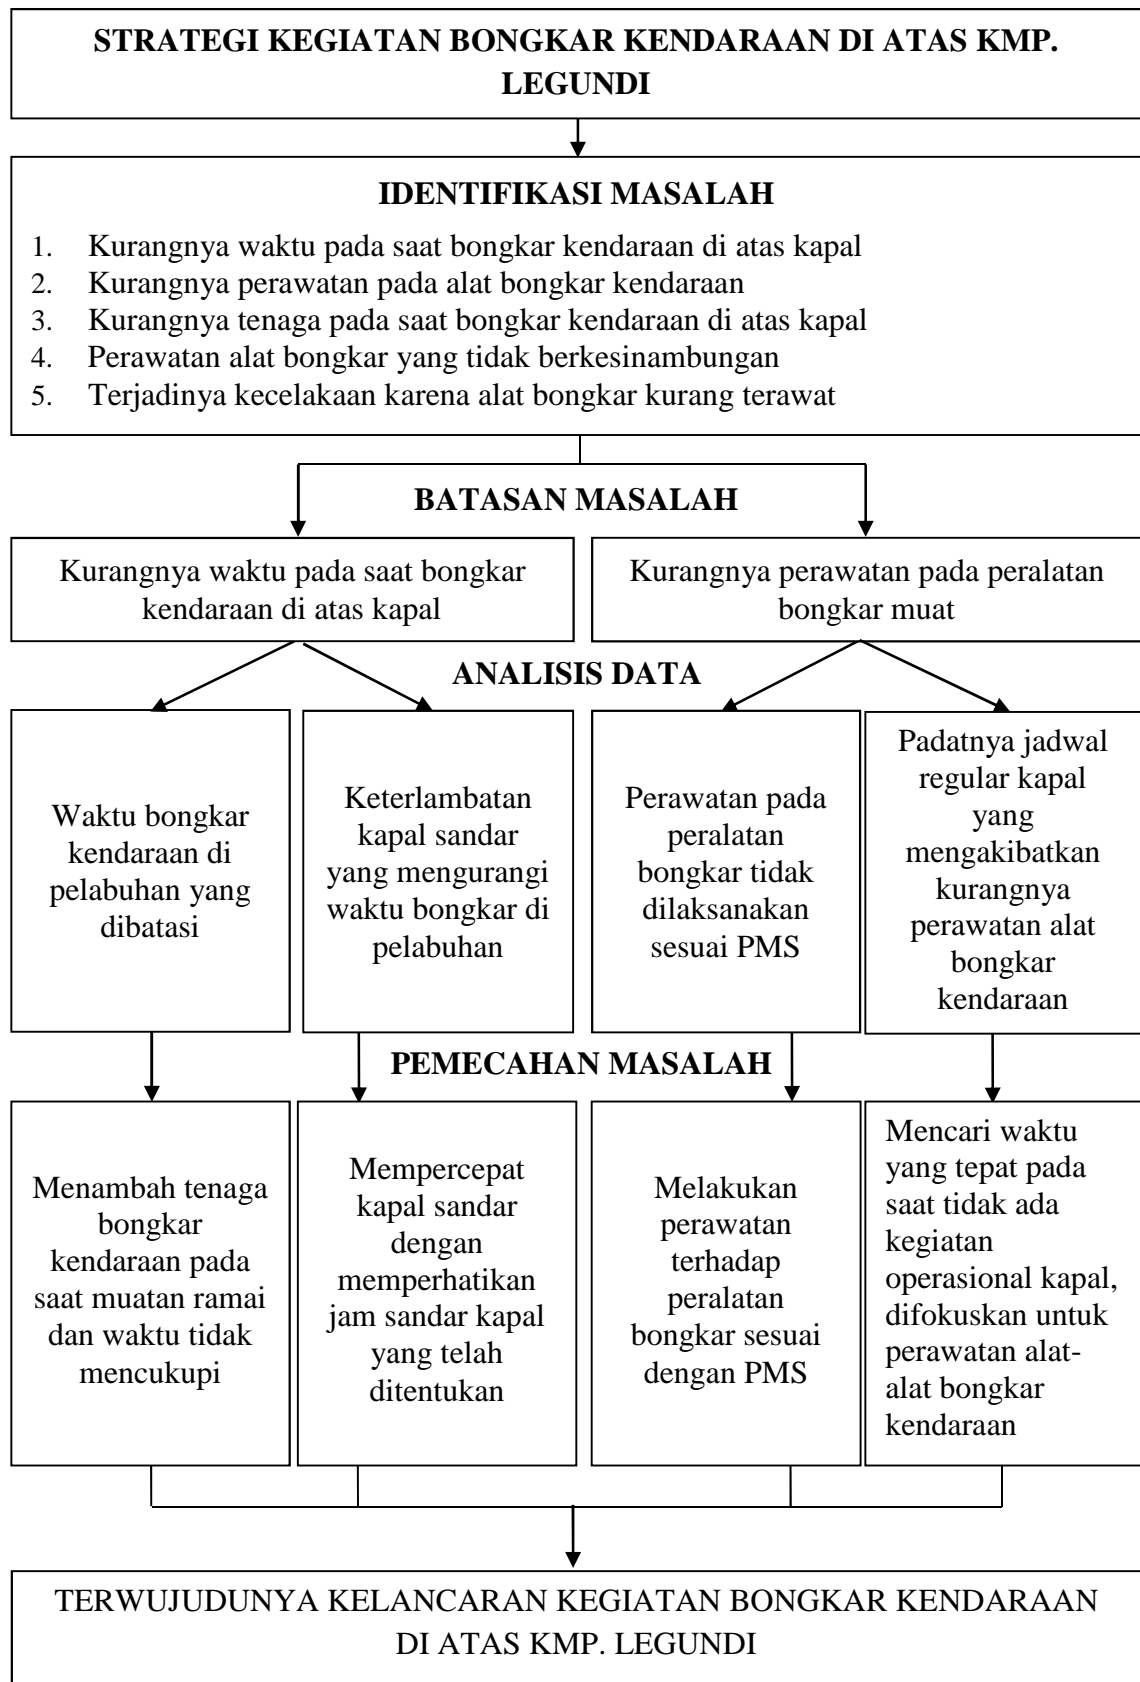 STRATEGI KEGIATAN BONGKAR KENDARAAN DI ATAS KMP.
LEGUNDI
IDENTIFIKASI MASALAH
1. Kurangnya waktu pada saat bongkar kendaraan di atas kapal
2. Kurangnya perawatan pada alat bongkar kendaraan
3. Kurangnya tenaga pada saat bongkar kendaraan di atas kapal
4. Perawatan alat bongkar yang tidak berkesinambungan
5. Terjadinya kecelakaan karena alat bongkar kurang terawat
BATASAN MASALAH
Kurangnya waktu pada saat bongkar
kendaraan di atas kapal
Kurangnya perawatan pada peralatan
bongkar muat
ANALISIS DATA
Waktu bongkar
kendaraan di
pelabuhan yang
dibatasi
Keterlambatan
kapal sandar
yang mengurangi
waktu bongkar di
pelabuhan
Perawatan pada
peralatan
bongkar tidak
dilaksanakan
sesuai PMS
Padatnya jadwal
regular kapal
yang
mengakibatkan
kurangnya
perawatan alat
bongkar
kendaraan
PEMECAHAN MASALAH
Menambah tenaga
bongkar
kendaraan pada
saat muatan ramai
dan waktu tidak
mencukupi
Mempercepat
kapal sandar
dengan
memperhatikan
jam sandar kapal
yang telah
ditentukan
Melakukan
perawatan
terhadap
peralatan
bongkar sesuai
dengan PMS
Mencari waktu
yang tepat pada
saat tidak ada
kegiatan
operasional kapal,
difokuskan untuk
perawatan alat-
alat bongkar
kendaraan
TERWUJUDUNYA KELANCARAN KEGIATAN BONGKAR KENDARAAN
DI ATAS KMP. LEGUNDI